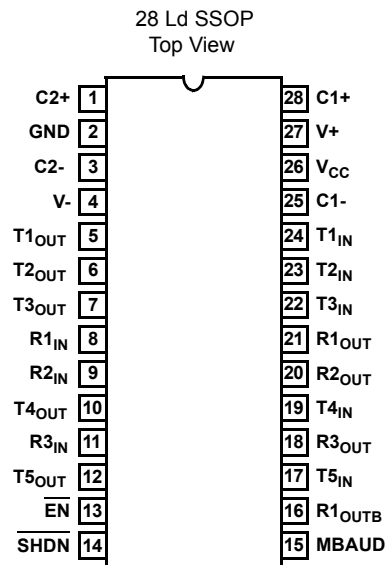 28 Ld SSOP
Top View
C2+ 1 28 C1+
GND 2 27 V+
C2- 3 26 VCC
V- 4 25 C1-
T1OUT 5 24 T1IN
T2OUT 6 23 T2IN
T3OUT 7 22 T3IN
R1IN 8 21 R1OUT
R2IN 9 20 R2OUT
T4OUT 10 19 T4IN
R3IN 11 18 R3OUT
T5OUT 12 17 T5IN
EN 13 16 R1OUTB
SHDN 14 15 MBAUD